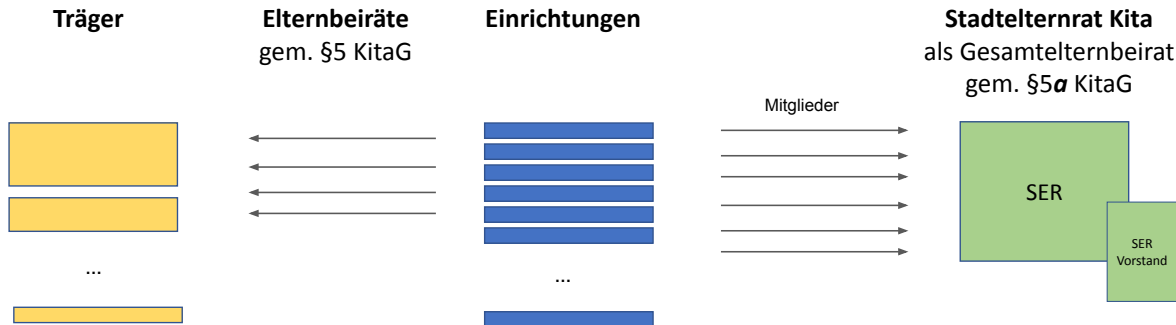 Träger
Elternbeiräte
gem. §5 KitaG
Einrichtungen
Stadtelternrat Kita
als Gesamtelternbeirat
gem. §5a KitaG
Mitglieder
SER
SER
Vorstand
...
...